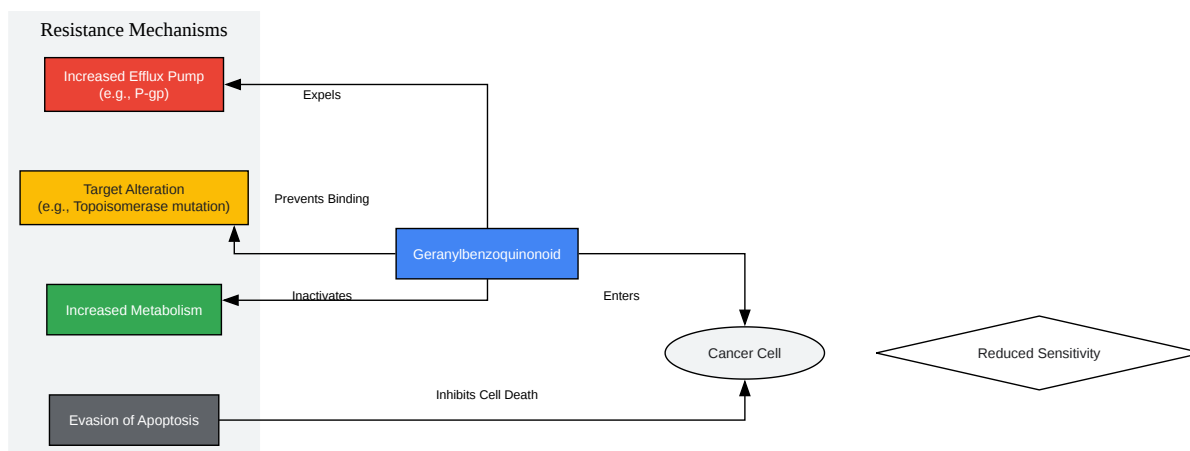 Resistance Mechanisms
Increased Efflux Pump
(e.g., P-gp)
Expels
Target Alteration
(e.g., Topoisomerase mutation)
Prevents Binding
Geranylbenzoquinonoid
Increased Metabolism
Inactivates
Enters
Cancer Cell
Reduced Sensitivity
Inhibits Cell Death
Evasion of Apoptosis